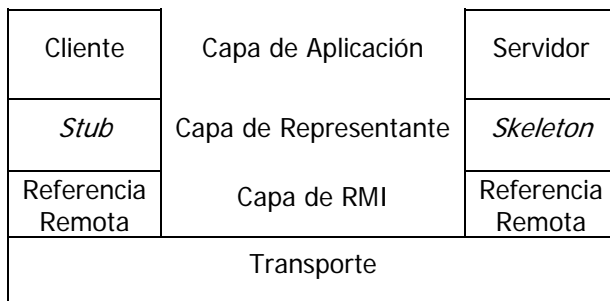 Cliente Capa de Aplicación Servidor
Stub Capa de Representante Skeleton
Referencia Remota Capa de RMI Referencia Remota
Transporte